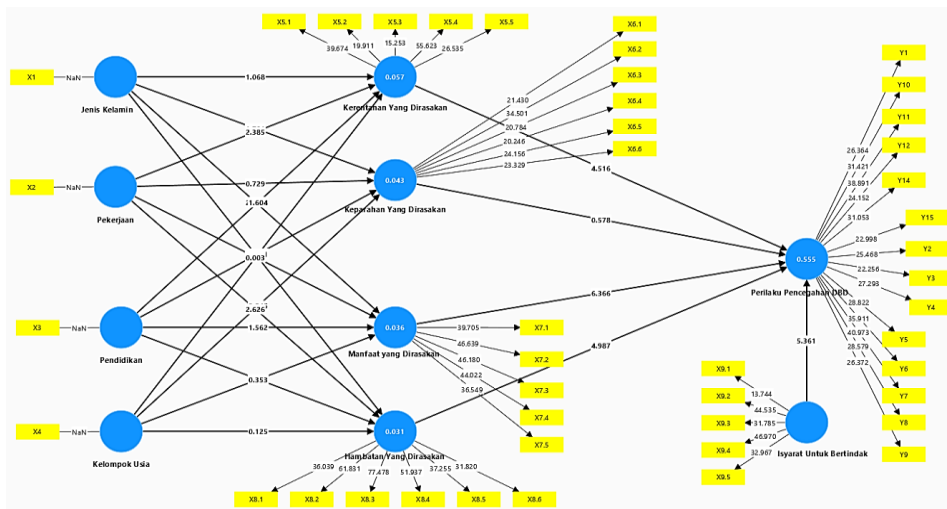 X5.1 X5.2 X5.3 X5.4 X5.5
39.674 19.911 15.253 55.623 26.535
X6.1
X6.2
X6.3
X6.4
X6.5
X6.6
21.430
34.501
20.784
20.246
24.156
23.329
X1 NaN
Jenis Kelamin
1.068
0.057
Kerentanan Yang Dirasakan
2.385
X2 NaN
Pekerjaan
0.729
0.043
Keparahan Yang Dirasakan
1.604
0.003
2.626
4.516
0.578
6.366
4.987
X3 NaN
Pendidikan
1.562
0.036
Manfaat yang Dirasakan
0.353
X4 NaN
Kelompok Usia
0.125
0.031
Hambatan Yang Dirasakan
39.705
46.639
46.180
44.022
36.549
X7.1
X7.2
X7.3
X7.4
X7.5
36.039 61.831 77.478 51.937 37.255 31.820
X8.1 X8.2 X8.3 X8.4 X8.5 X8.6
Y1
Y10
Y11
Y12
Y14
Y15
Y2
Y3
Y4
Y5
Y6
Y7
Y8
Y9
26.364
31.421
38.891
24.152
31.053
22.998
25.468
22.256
27.293
28.822
35.911
40.973
28.579
26.372
0.555
Perilaku Pencegahan DBD
5.361
X9.1
X9.2
X9.3
X9.4
X9.5
13.744
44.535
31.785
46.970
32.967
Isyarat Untuk Bertindak